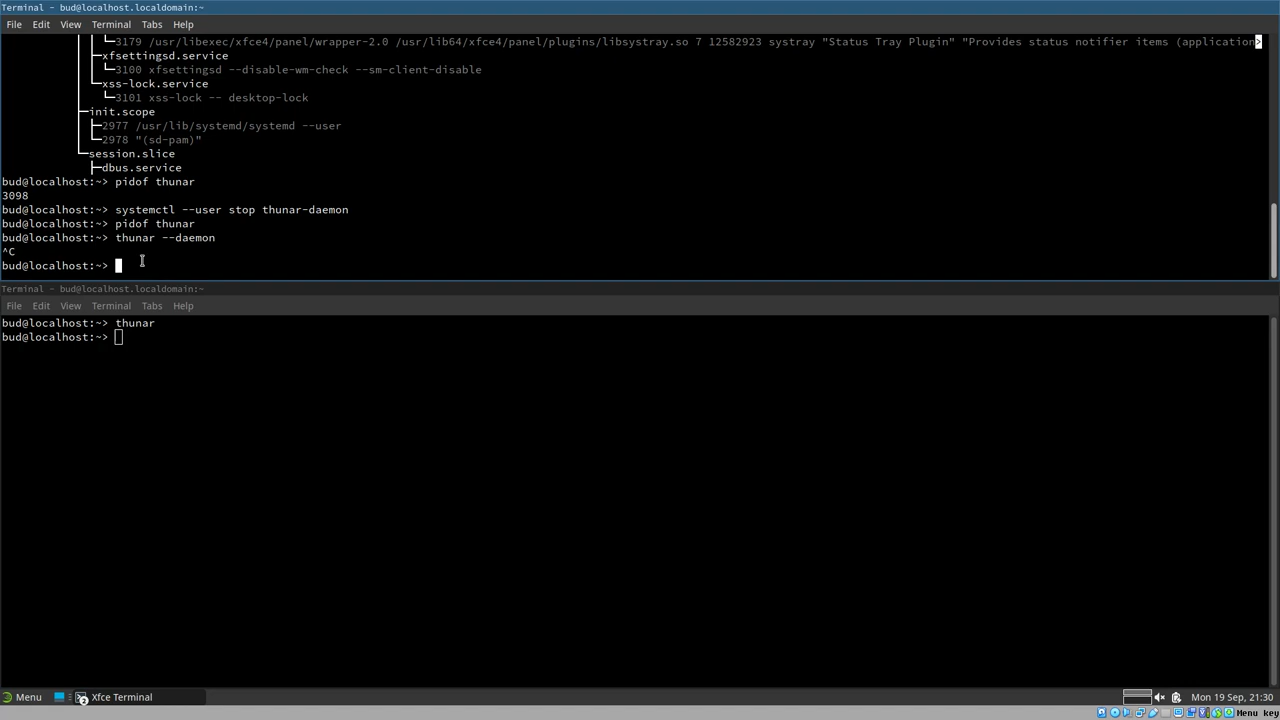 Terminal - bud@localhost.localdomain:~
File Edit View Terminal Tabs Help
└─3179 /usr/libexec/xfce4/panel/wrapper-2.0 /usr/lib64/xfce4/panel/plugins/libsystray.so 7 12582923 systray "Status Tray Plugin" "Provides status notifier items (application>
├─xfsettingsd.service
└─3100 xfsettingsd --disable-wm-check --sm-client-disable
└─xss-lock.service
└─3101 xss-lock -- desktop-lock
├─init.scope
├─2977 /usr/lib/systemd/systemd --user
└─2978 "(sd-pam)"
└─session.slice
├─dbus.service
bud@localhost:~> pidof thunar
3098
bud@localhost:~> systemctl --user stop thunar-daemon
bud@localhost:~> pidof thunar
bud@localhost:~> thunar --daemon
^C
bud@localhost:~>
Terminal - bud@localhost.localdomain:~
File Edit View Terminal Tabs Help
bud@localhost:~> thunar
bud@localhost:~>
Menu 2 Xfce Terminal Mon 19 Sep, 21:30
Menu key